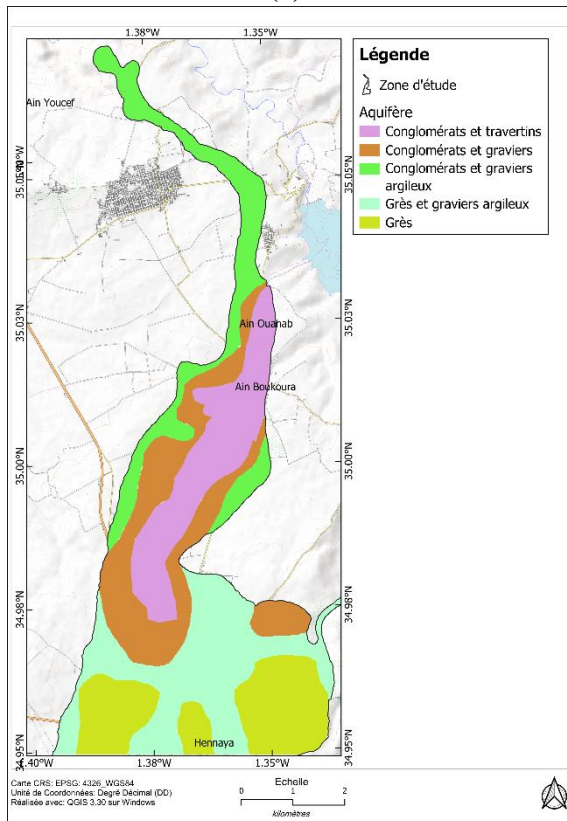 1.38°W
1.35°W
Légende
Zone d'étude
Aquifère
Conglomérats et travertins
Conglomérats et graviers
Conglomérats et graviers
argileux
Grès et graviers argileux
Grès
Ain Youcef
35.05°N
Ain Ouahab
35.03°N
35.03°N
Ain Boukoura
35.00°N
35.00°N
34.98°N
34.98°N
Hennaya
34.95°N
34.95°N
1.40°W
1.38°W
1.35°W
Carte CRS: EPSG: 4326_WGS84
Unité de Coordonnées: Degré Décimal (DD)
Réalisée avec: QGIS 3.30 sur Windows
Echelle
0 1 2
kilomètres